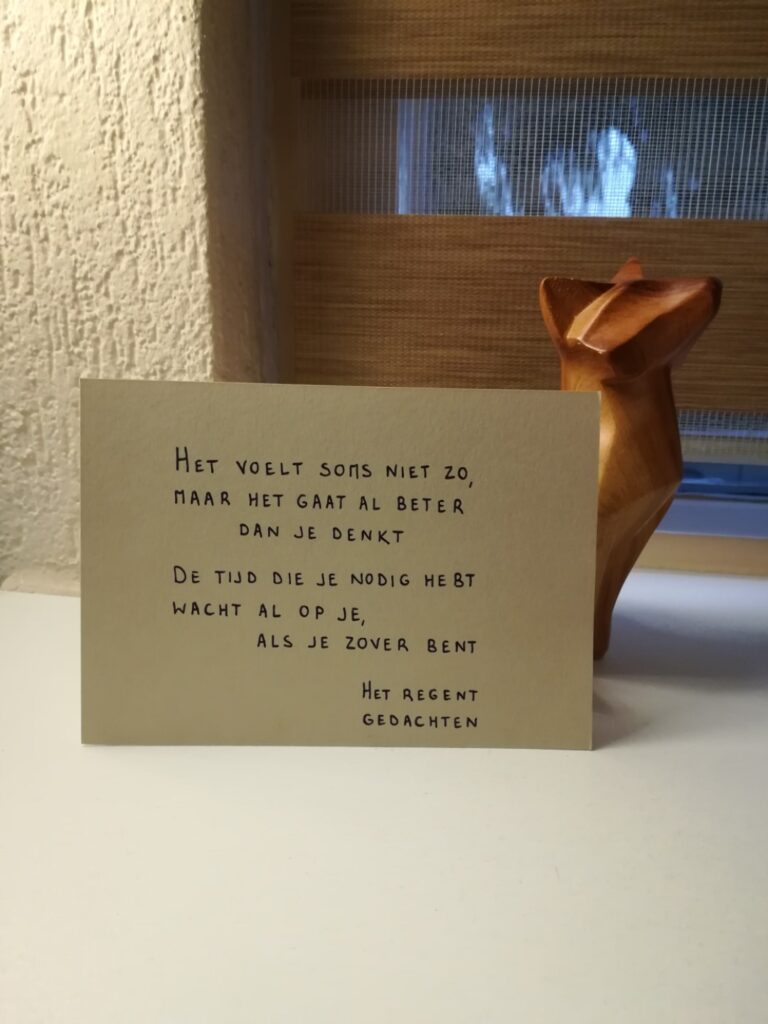 Het voelt soms niet zo,
maar het gaat al beter
dan je denkt
De tijd die je nodig hebt
wacht al op je,
als je zover bent
Het regent
gedachten